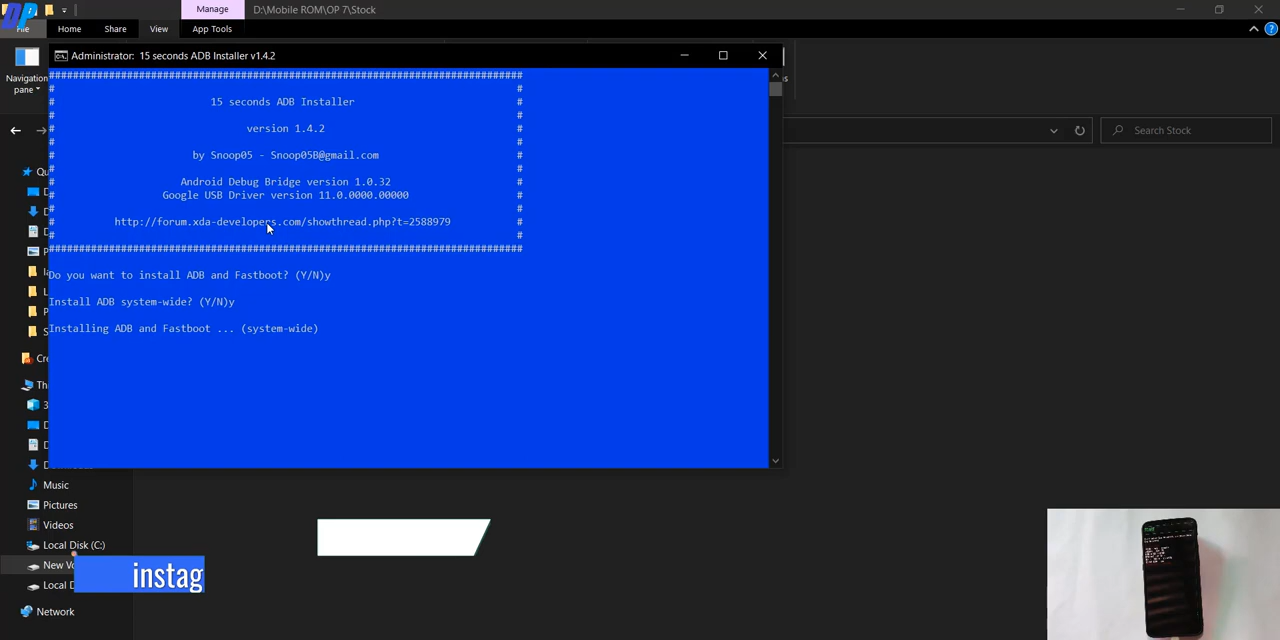 Manage
D:\Mobile ROM\OP 7\Stock
File
Home
Share
View
App Tools
Navigation
pane
Administrator: 15 seconds ADB Installer v1.4.2
################################################################################
15 seconds ADB Installer
version 1.4.2
by Snoop05 - Snoop05B@gmail.com
Android Debug Bridge version 1.0.32
Google USB Driver version 11.0.0000.00000
http://forum.xda-developers.com/showthread.php?t=2588979
################################################################################
Do you want to install ADB and Fastboot? (Y/N)y
Install ADB system-wide? (Y/N)y
Installing ADB and Fastboot ... (system-wide)
Search Stock
Music
Pictures
Videos
Local Disk (C:)
New Vo
Local D
Network
instag
DP